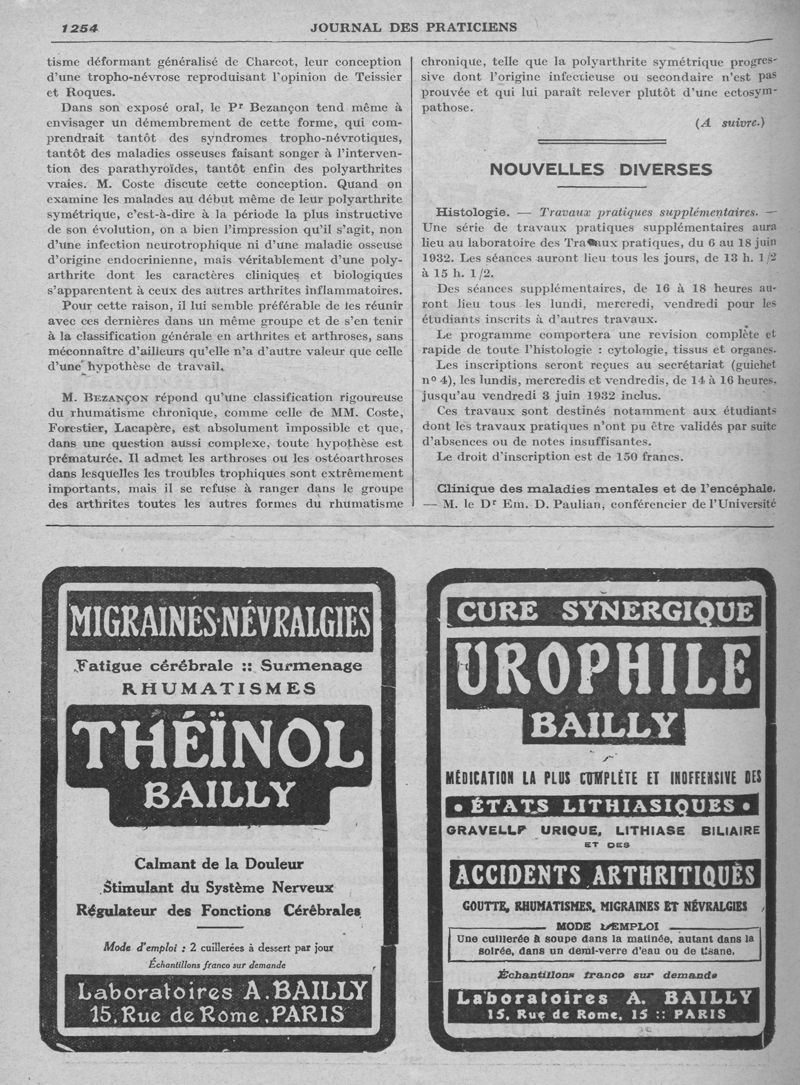 1254
JOURNAL DES PRATICIENS
tisme déformant généralisé de Charcot, leur conception
d'une tropho-névrose reproduisant l'opinion de Teissier
et Roques.
Dans son exposé oral, le Pr Bezançon tend même à
envisager un démembrement de cette forme, qui com-
prendrait tantôt des syndromes tropho-névrotiques,
tantôt des maladies osseuses faisant songer à l'interven-
tion des parathyroïdes, tantôt enfin des polyarthrites
vraies. M. Coste discute cette conception. Quand on
examine les malades au début même de leur polyarthrite
symétrique, c'est-à-dire à la période la plus instructive
de son évolution, on a bien l'impression qu'il s'agit, non
d'une infection neurotrophique ni d'une maladie osseuse
d'origine endocrinienne, mais véritablement d'une poly-
arthrite dont les caractères cliniques et biologiques
s'apparentent à ceux des autres arthrites inflammatoires.
Pour cette raison, il lui semble préférable de les réunir
avec ces dernières dans un même groupe et de s'en tenir
à la classification générale en arthrites et arthroses, sans
méconnaître d'ailleurs qu'elle n'a d'autre valeur que celle
d'une hypothèse de travail.
M. BEZANÇON répond qu'une classification rigoureuse
du rhumatisme chronique, comme celle de MM. Coste,
Forestier, Lacapère, est absolument impossible et que,
dans une question aussi complexe, toute hypothèse est
prématurée. Il admet les arthroses ou les ostéoarthroses
dans lesquelles les troubles trophiques sont extrêmement
importants, mais il se refuse à ranger dans le groupe
des arthrites toutes les autres formes du rhumatisme
chronique, telle que la polyarthrite symétrique progres-
sive dont l'origine infectieuse ou secondaire n'est pas
prouvée et qui lui paraît relever plutôt d'une ectosym-
pathose.
(A suivre.)
NOUVELLES DIVERSES
Histologie. — Travaux pratiques supplémentaires. —
Une série de travaux pratiques supplémentaires aura
lieu au laboratoire des Travaux pratiques, du 6 au 18 juin
1932. Les séances auront lieu tous les jours, de 13 h. 1/2
à 15 h. 1/2.
Des séances supplémentaires, de 16 à 18 heures au-
ront lieu tous les lundi, mercredi, vendredi pour les
étudiants inscrits à d'autres travaux.
Le programme comportera une revision complète et
rapide de toute l'histologie : cytologie, tissus et organes.
Les inscriptions seront reçues au secrétariat (guichet
n° 4), les lundis, mercredis et vendredis, de 14 à 16 heures,
jusqu'au vendredi 3 juin 1932 inclus.
Ces travaux sont destinés notamment aux étudiants
dont les travaux pratiques n'ont pu être validés par suite
d'absences ou de notes insuffisantes.
Le droit d'inscription est de 150 francs.
Clinique des maladies mentales et de l'encéphale.
— M. le Dr Em. D. Paulian, conférencier de l'Université
MIGRAINES-NÉVRALGIES
Fatigue cérébrale :: Surmenage
RHUMATISMES
THÉÏNOL
BAILLY
Calmant de la Douleur
Stimulant du Système Nerveux
Régulateur des Fonctions Cérébrales
Mode d'emploi : 2 cuillerées à dessert par jour
Échantillons franco sur demande
Laboratoires A. BAILLY
15, Rue de Rome, PARIS
CURE SYNERGIQUE
UROPHILE
BAILLY
MÉDICATION LA PLUS COMPLÈTE ET INOFFENSIVE DES
• ÉTATS LITHIASIQUES •
GRAVELLE URIQUE, LITHIASE BILIAIRE
ET DES
ACCIDENTS ARTHRITIQUES
GOUTTE, RHUMATISMES, MIGRAINES ET NÉVRALGIES
MODE D'EMPLOI
Une cuillerée à soupe dans la matinée, autant dans la
soirée, dans un demi-verre d'eau ou de tisane.
Échantillons franco sur demande
Laboratoires A. BAILLY
15, Rue de Rome, 15 :: PARIS